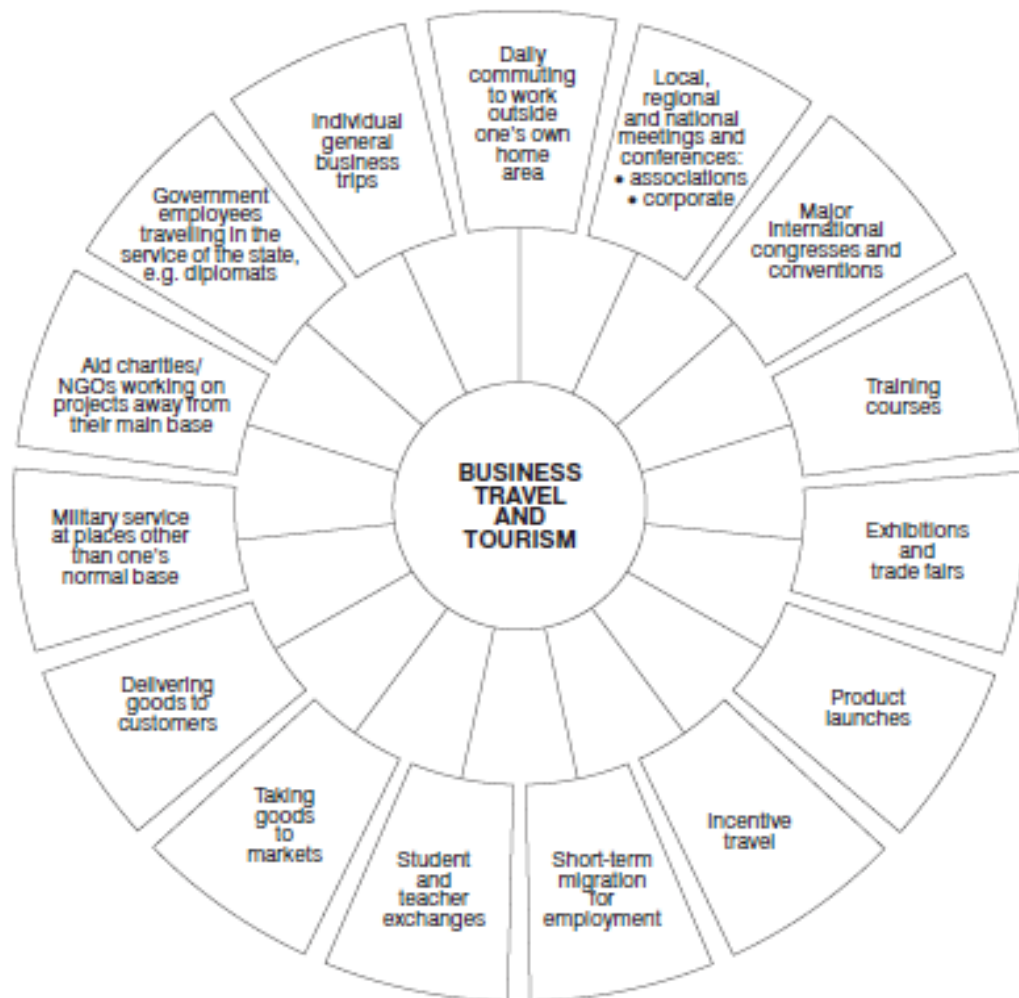 BUSINESS
TRAVEL
AND
TOURISM
Daily
commuting
to work
outside
one's own
home
area
Local,
regional
and national
meetings and
conferences:
• associations
• corporate
Major
International
congresses and
conventions
Training
courses
Exhibitions
and
trade fairs
Product
launches
Incentive
travel
Short-term
migration
for
employment
Student
and
teacher
exchanges
Taking
goods
to
markets
Delivering
goods to
customers
Military service
at places other
than one's
normal base
Aid charities/
NGOs working on
projects away from
their main base
Government
employees
travelling in the
service of the state,
e.g. diplomats
Individual
general
business
trips